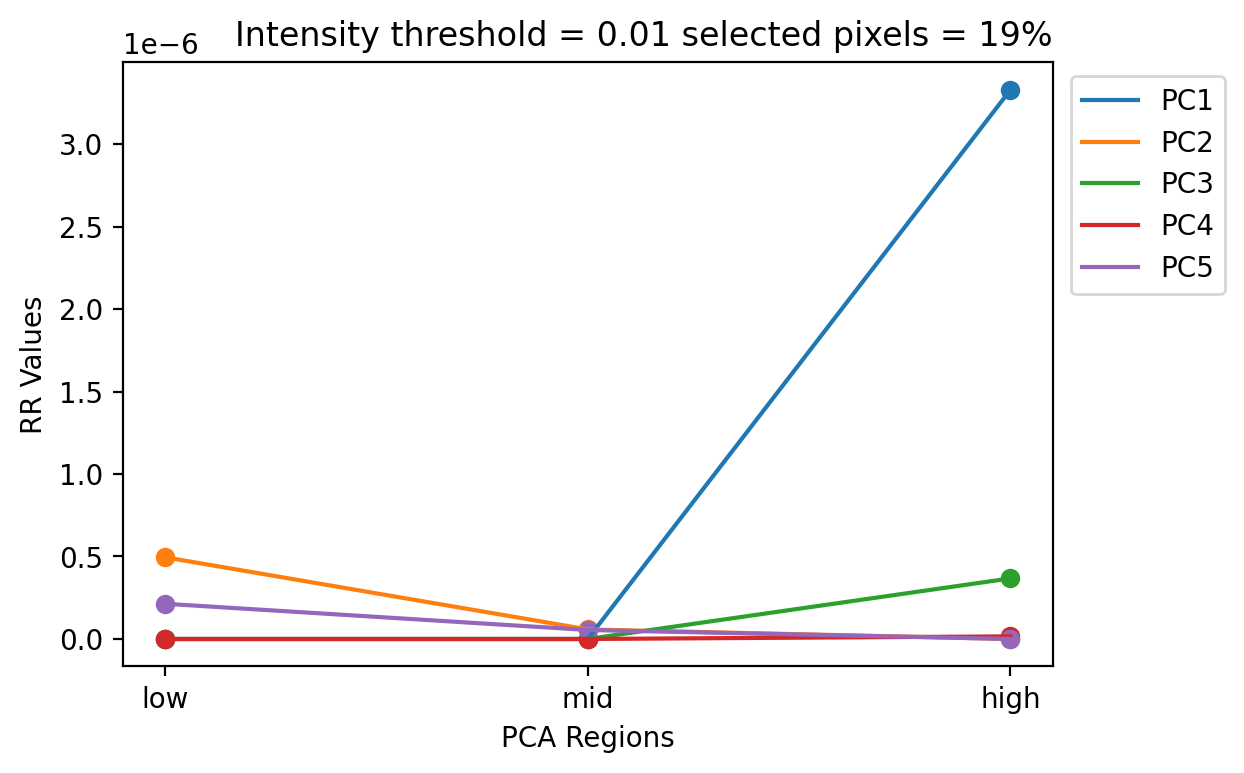 Intensity threshold = 0.01 selected pixels = 19%
1e−6
3.0
2.5
2.0
1.5
1.0
0.5
0.0
RR Values
low mid high
PCA Regions
PC1
PC2
PC3
PC4
PC5